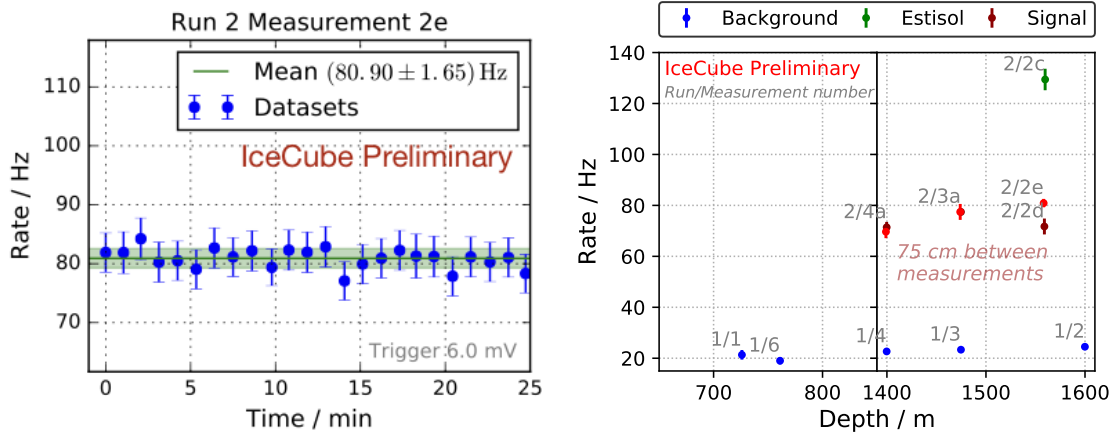 Run 2 Measurement 2e
Mean (80.90 ± 1.65) Hz
Datasets
IceCube Preliminary
Trigger 6.0 mV
Rate / Hz
110
100
90
80
70
0 5 10 15 20 25
Time / min
Background Estisol Signal
IceCube Preliminary
Run/Measurement number
2/2c
2/2e
2/3a
2/4a
2/2d
75 cm between
measurements
1/1
1/6
1/4
1/3
1/2
Rate / Hz
140
120
100
80
60
40
20
700 800 1400 1500 1600
Depth / m